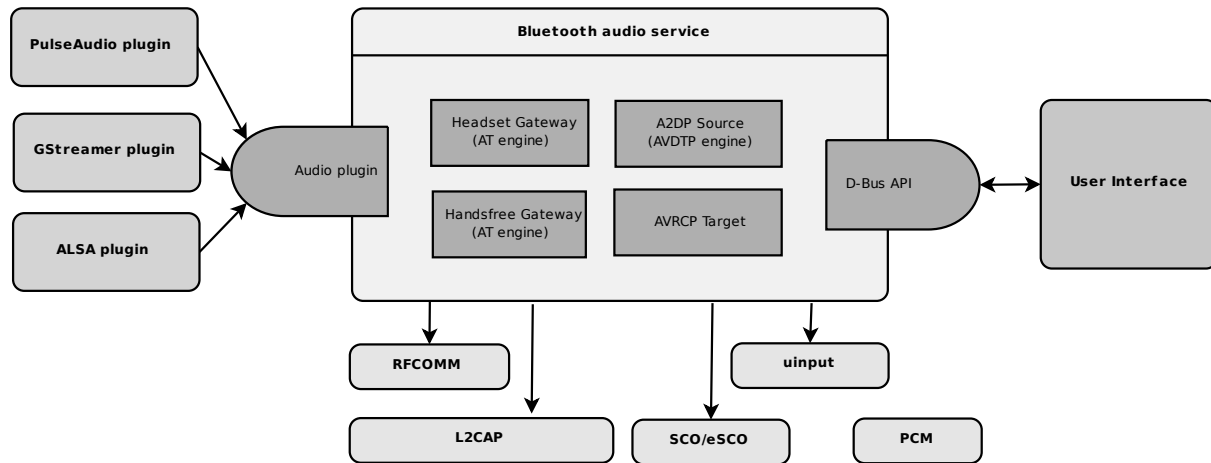 Bluetooth audio service
PulseAudio plugin
GStreamer plugin
ALSA plugin
Audio plugin
Headset Gateway
(AT engine)
A2DP Source
(AVDTP engine)
Handsfree Gateway
(AT engine)
AVRCP Target
D-Bus API
User Interface
RFCOMM
uinput
L2CAP
SCO/eSCO
PCM